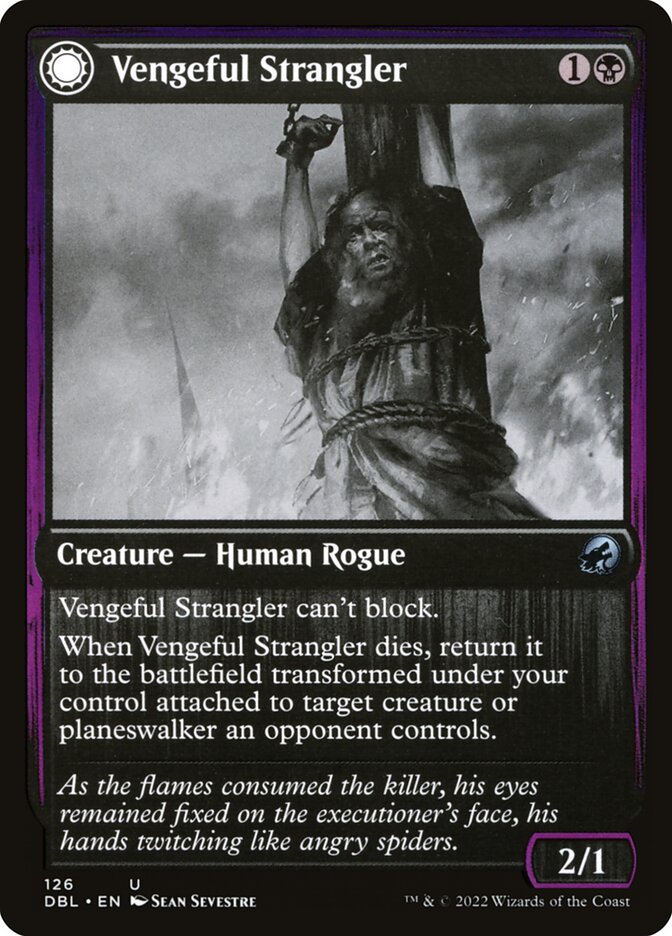 Vengeful Strangler 1
Creature — Human Rogue
Vengeful Strangler can't block.
When Vengeful Strangler dies, return it
to the battlefield transformed under your
control attached to target creature or
planeswalker an opponent controls.
As the flames consumed the killer, his eyes
remained fixed on the executioner's face, his
hands twitching like angry spiders.
2/1
126 U
DBL • EN Sean Sevestre ™ & © 2022 Wizards of the Coast